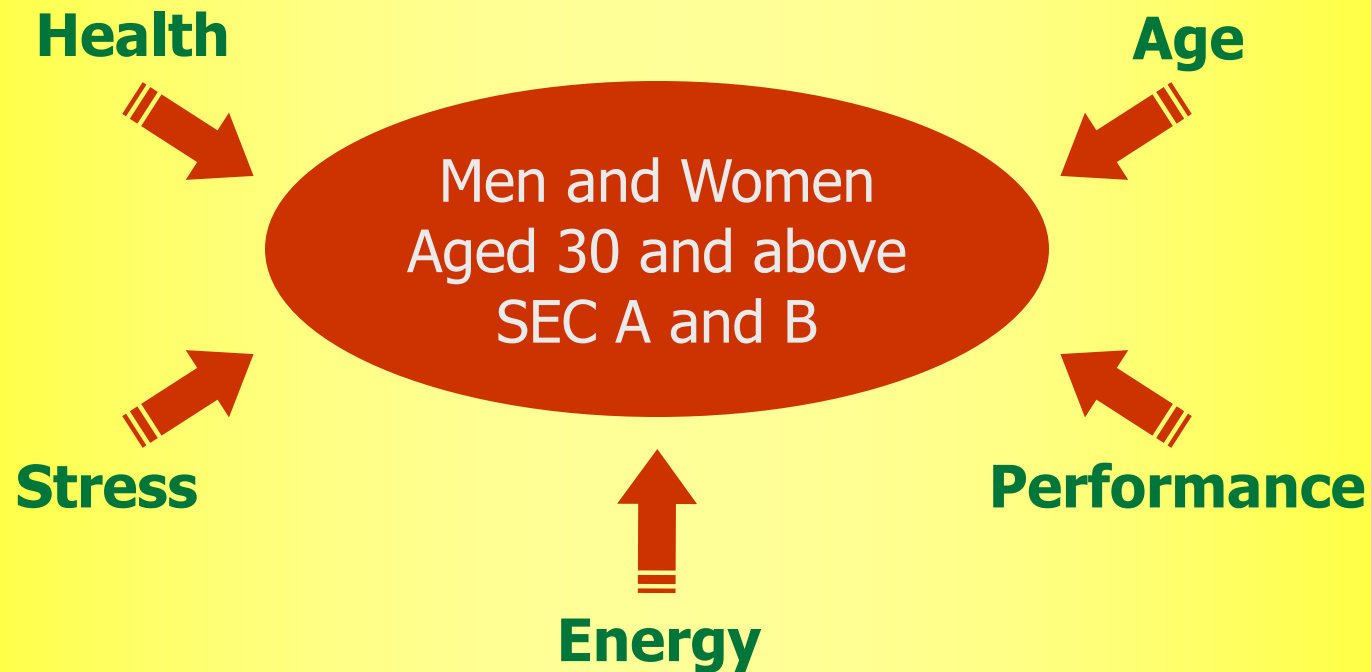 Health
Age
Men and Women
Aged 30 and above
SEC A and B
Stress
Performance
Energy